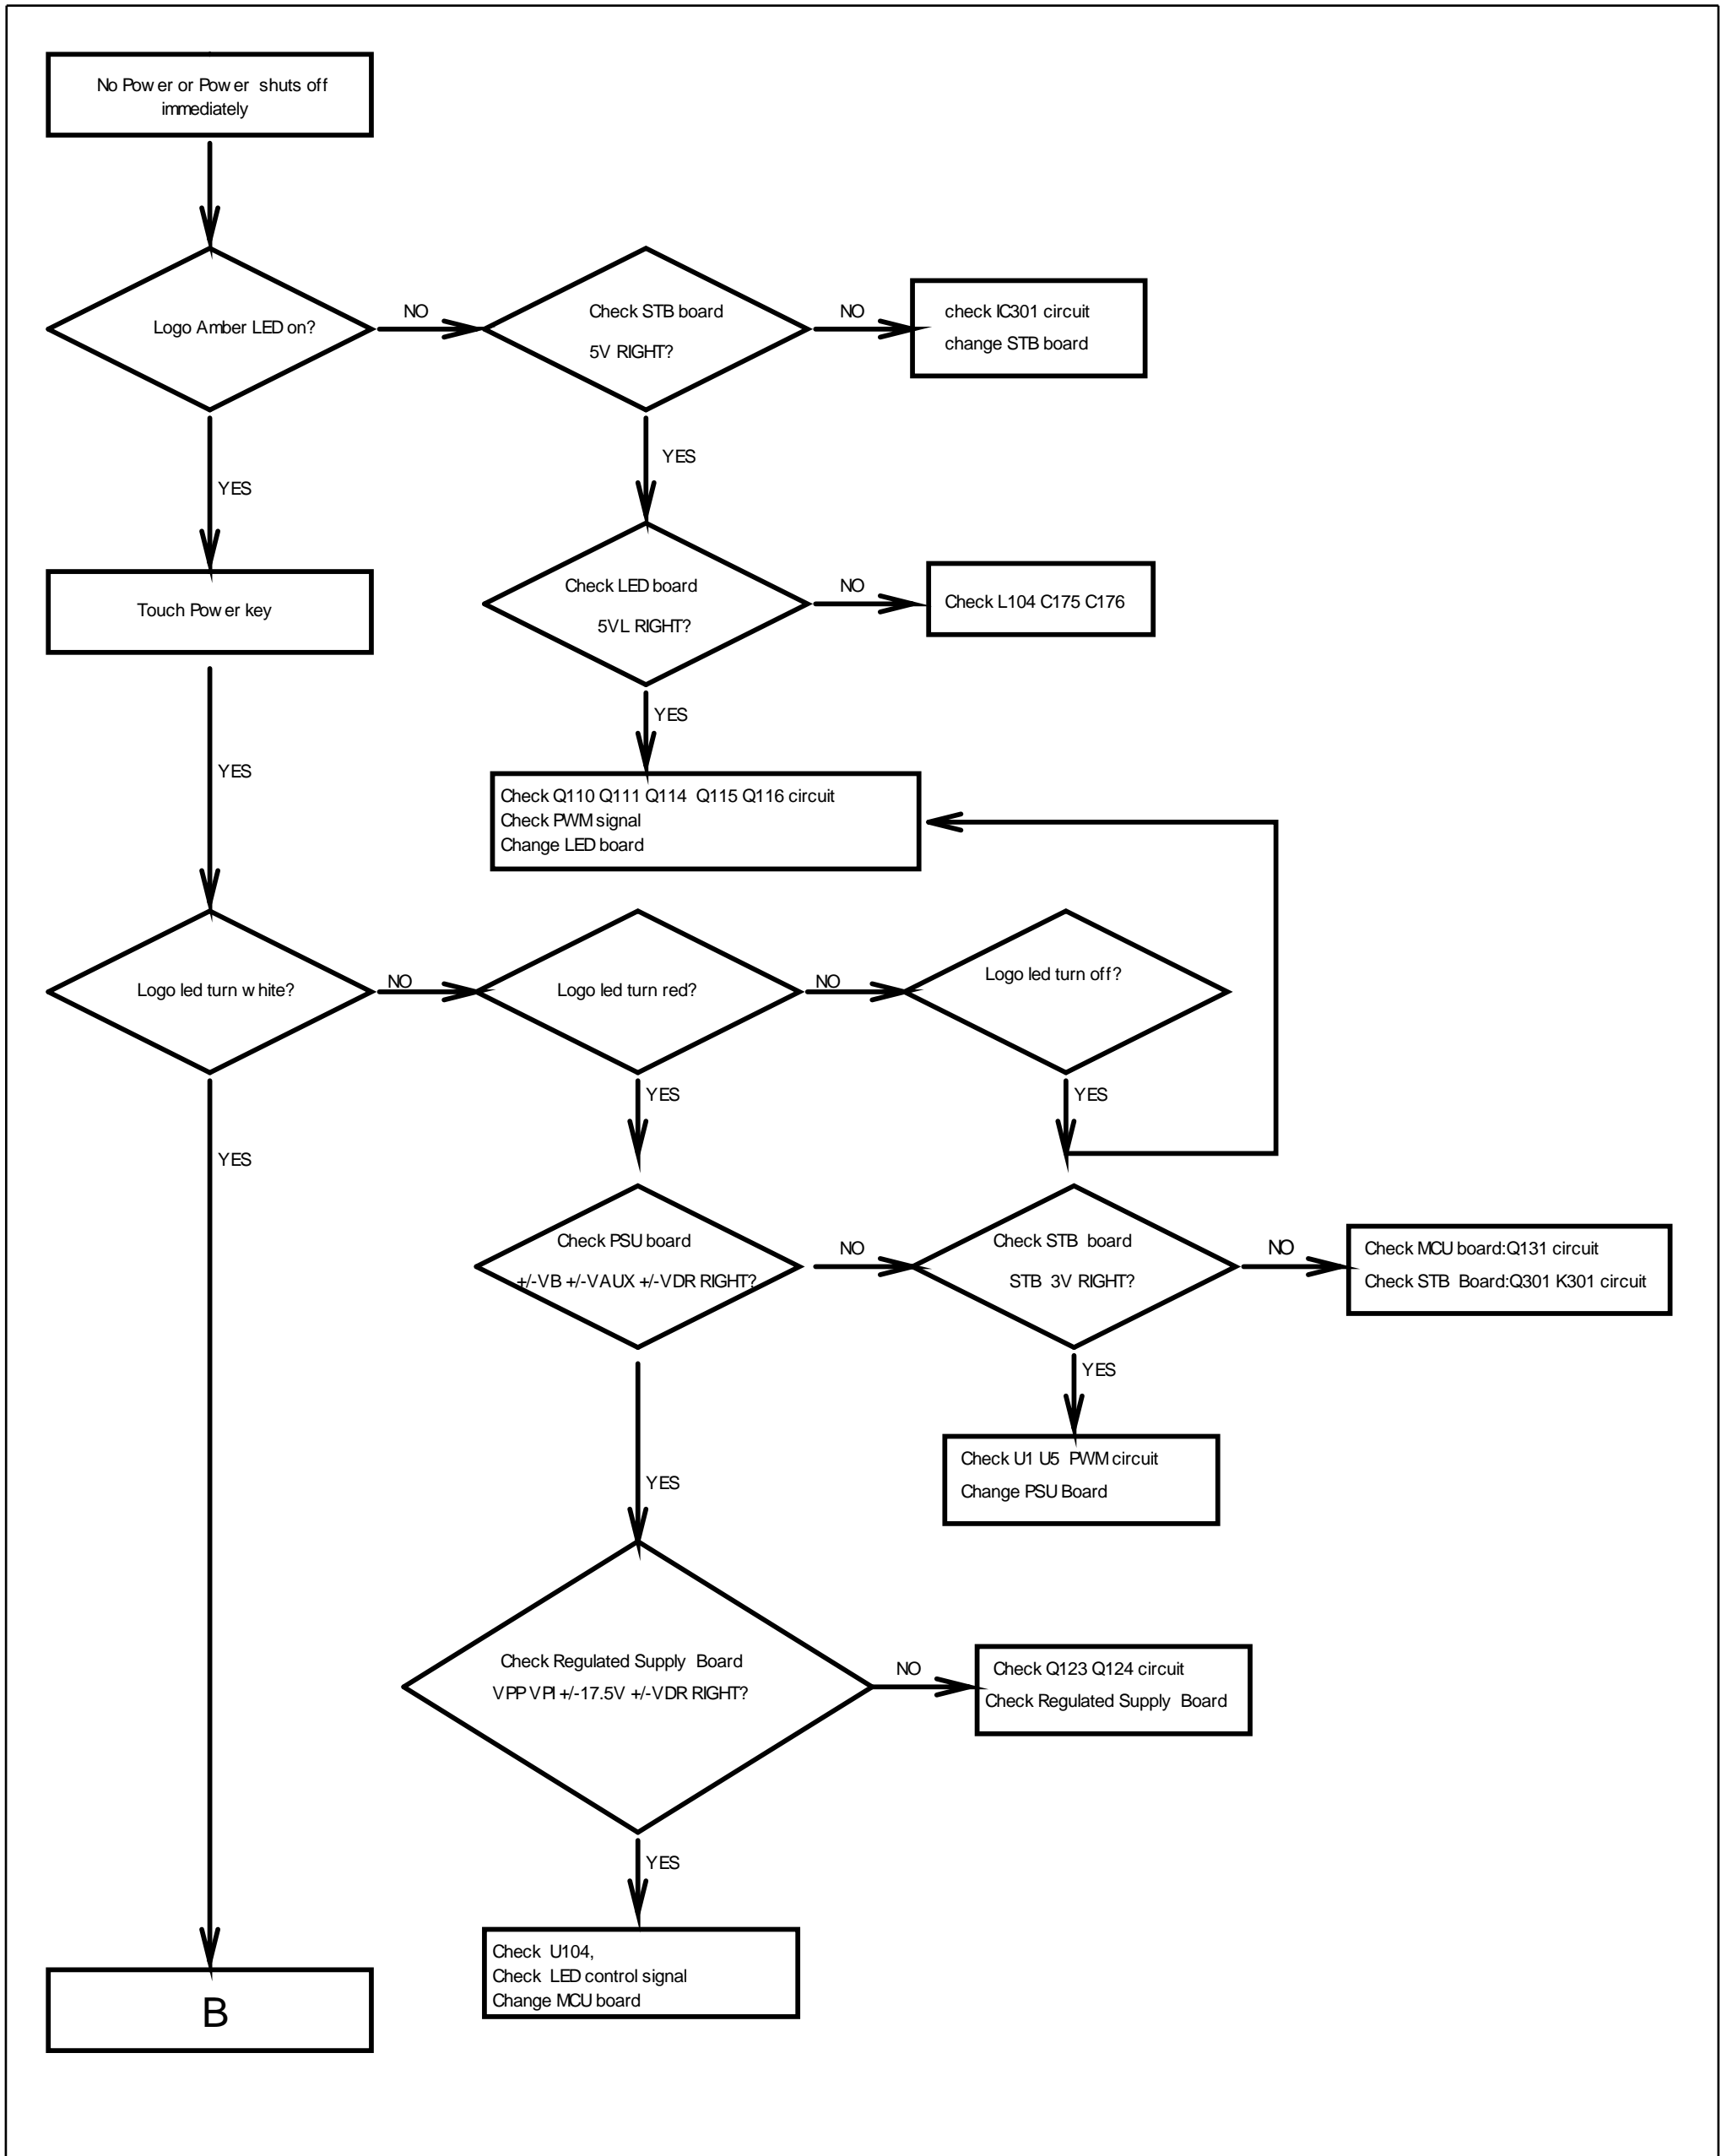 No Power or Power shuts off
immediately
Logo Amber LED on?
NO
Check STB board
5V RIGHT?
NO
check IC301 circuit
change STB board
YES
YES
Check LED board
5VL RIGHT?
NO
Check L104 C175 C176
Touch Power key
YES
YES
Check Q110 Q111 Q114 Q115 Q116 circuit
Check PWM signal
Change LED board
Logo led turn white?
NO
Logo led turn red?
NO
Logo led turn off?
YES
YES
YES
Check PSU board
+/-VB +/-VAUX +/-VDR RIGHT?
NO
Check STB board
STB 3V RIGHT?
NO
Check MCU board:Q131 circuit
Check STB Board:Q301 K301 circuit
YES
Check U1 U5 PWM circuit
Change PSU Board
YES
Check Regulated Supply Board
VPP VPI +/-17.5V +/-VDR RIGHT?
NO
Check Q123 Q124 circuit
Check Regulated Supply Board
YES
Check U104,
Check LED control signal
Change MCU board
B